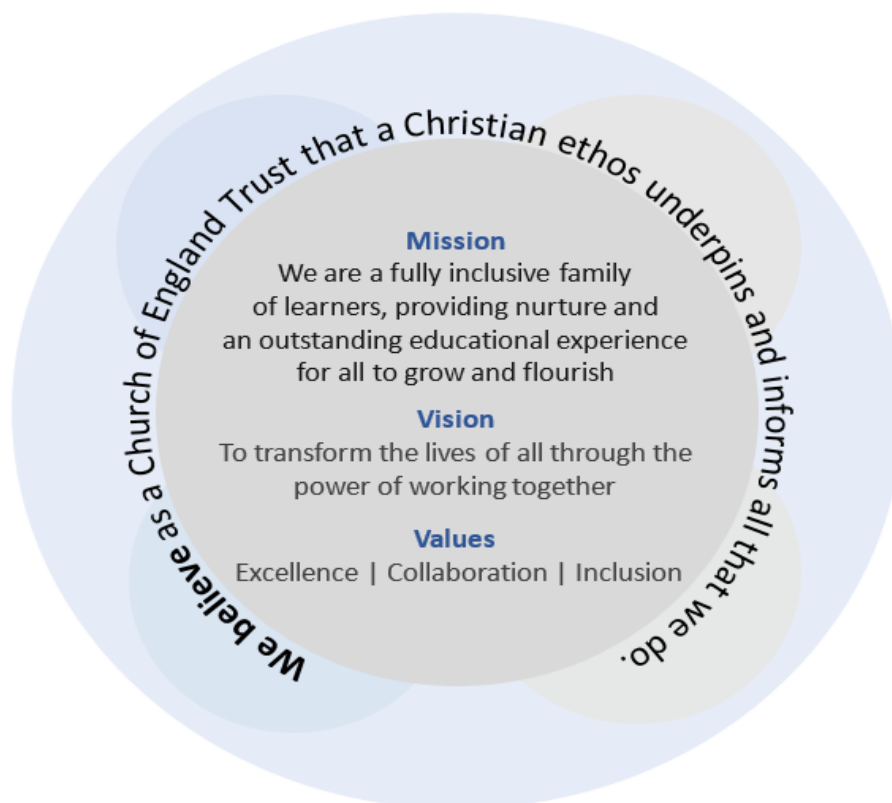 We believe as a Church of England Trust that a Christian ethos underpins and informs all that we do.
Mission
We are a fully inclusive family
of learners, providing nurture and
an outstanding educational experience
for all to grow and flourish
Vision
To transform the lives of all through the
power of working together
Values
Excellence | Collaboration | Inclusion